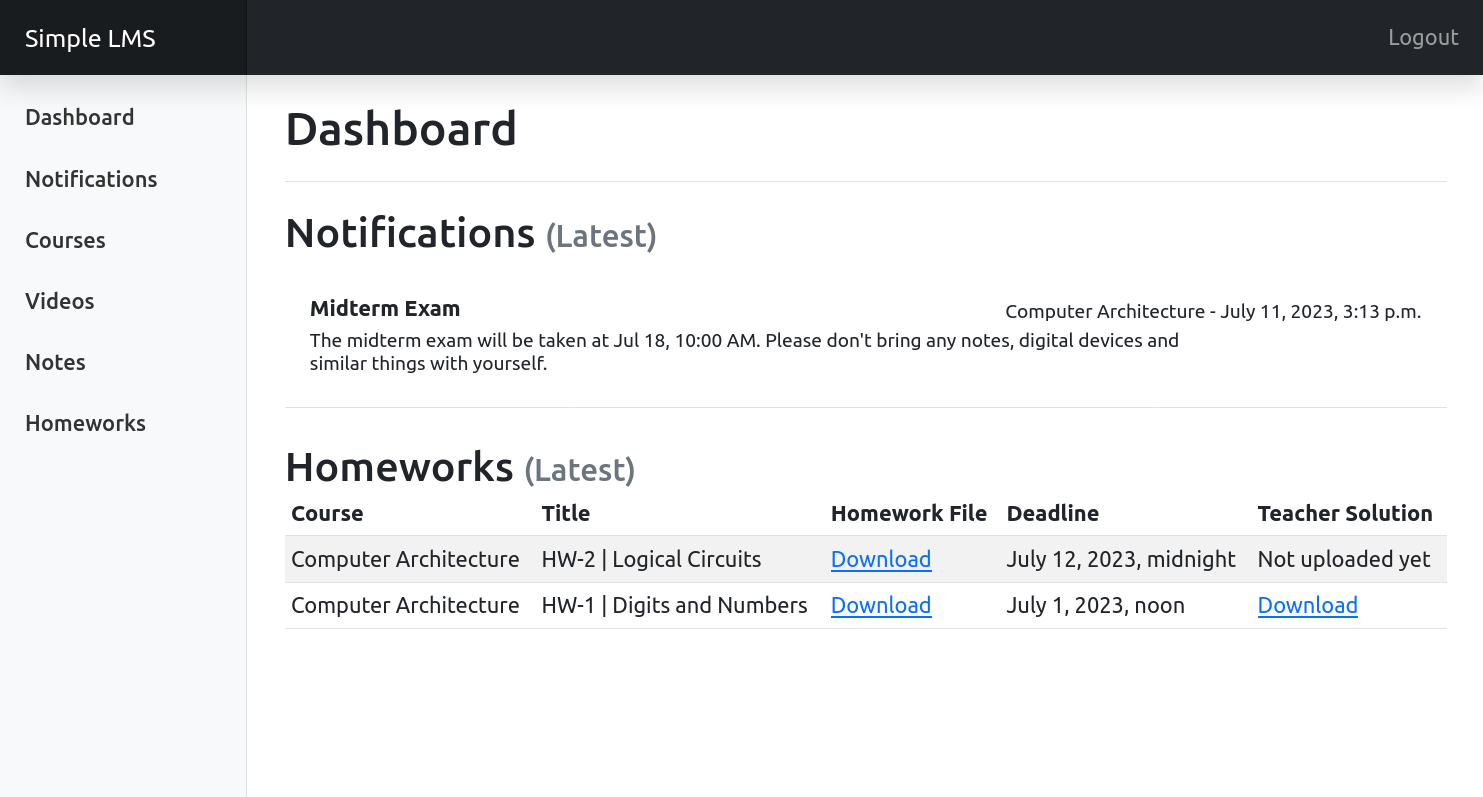 Simple LMS
Logout
Dashboard
Notifications
Courses
Videos
Notes
Homeworks
Dashboard
Notifications (Latest)
Midterm Exam
Computer Architecture - July 11, 2023, 3:13 p.m.
The midterm exam will be taken at Jul 18, 10:00 AM. Please don't bring any notes, digital devices and
similar things with yourself.
Homeworks (Latest)
Course Title Homework File Deadline Teacher Solution
Computer Architecture HW-2 | Logical Circuits Download July 12, 2023, midnight Not uploaded yet
Computer Architecture HW-1 | Digits and Numbers Download July 1, 2023, noon Download